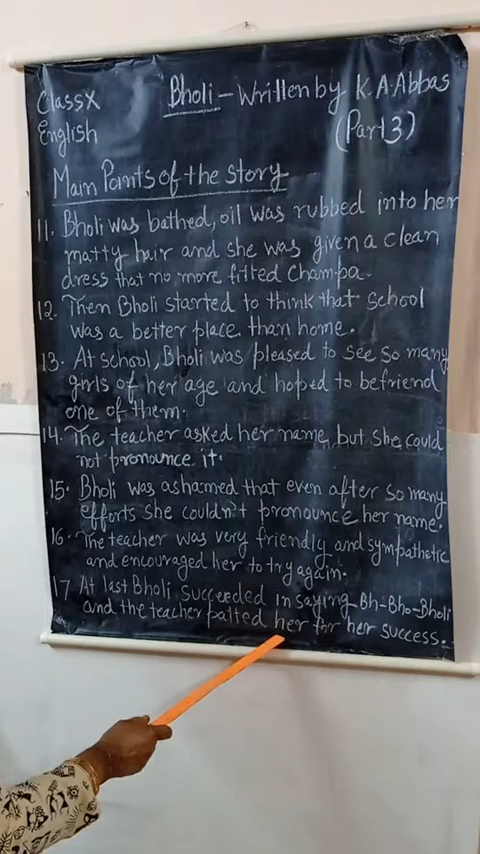 Class X
English
Bholi - Written by K.A.Abbas
(Part 3)
Main Points of the story
11. Bholi was bathed, oil was rubbed into her
matty hair and she was given a clean
dress that no more fitted Champa.
12. Then Bholi started to think that school
was a better place than home.
13. At school, Bholi was pleased to see so many
girls of her age and hoped to befriend
one of them.
14. The teacher asked her name, but she could
not pronounce it.
15. Bholi was ashamed that even after so many
efforts she couldn't pronounce her name.
16. The teacher was very friendly and sympathetic
and encouraged her to try again.
17 At last Bholi succeeded in saying Bh-Bho-Bholi
and the teacher patted her for her success.